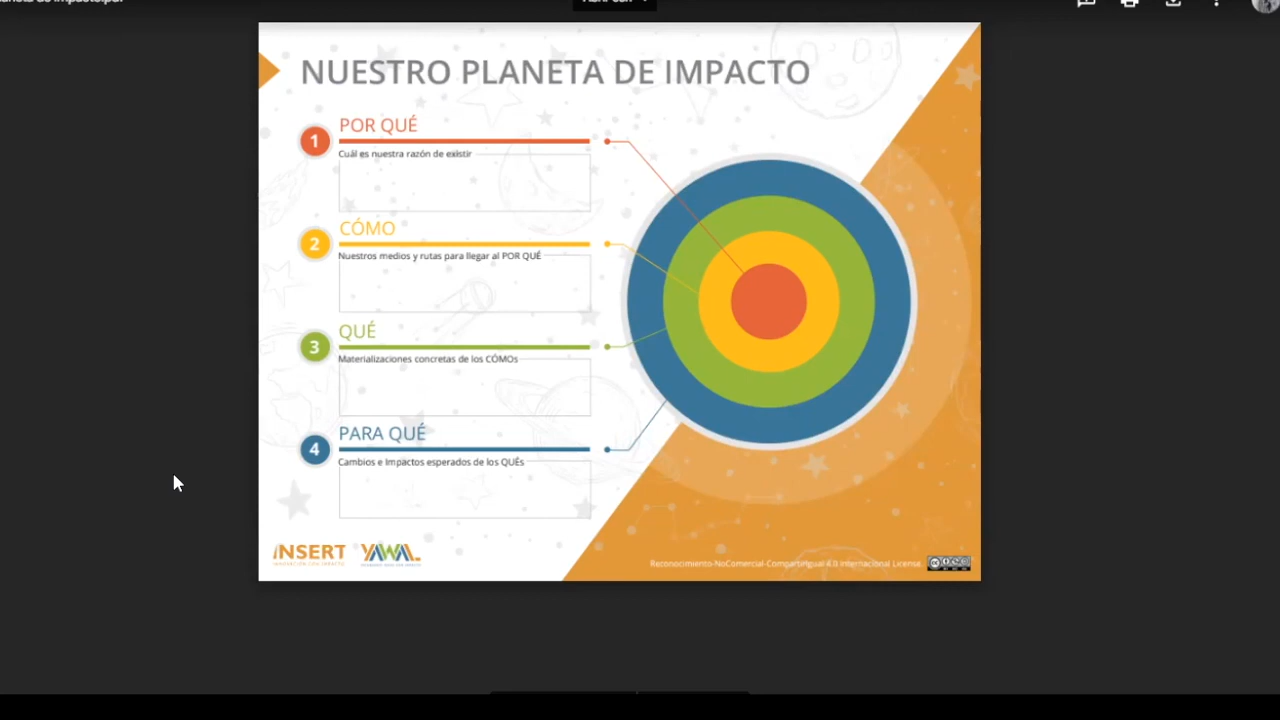 NUESTRO PLANETA DE IMPACTO
1
POR QUÉ
Cuál es nuestra razón de existir
2
CÓMO
Nuestros medios y rutas para llegar al POR QUÉ
3
QUÉ
Materializaciones concretas de los CÓMOs
4
PARA QUÉ
Cambios e Impactos esperados de los QUÉs
INSERT
YAWAL
Reconocimiento-NoComercial-CompartirIgual 4.0 Internacional License.